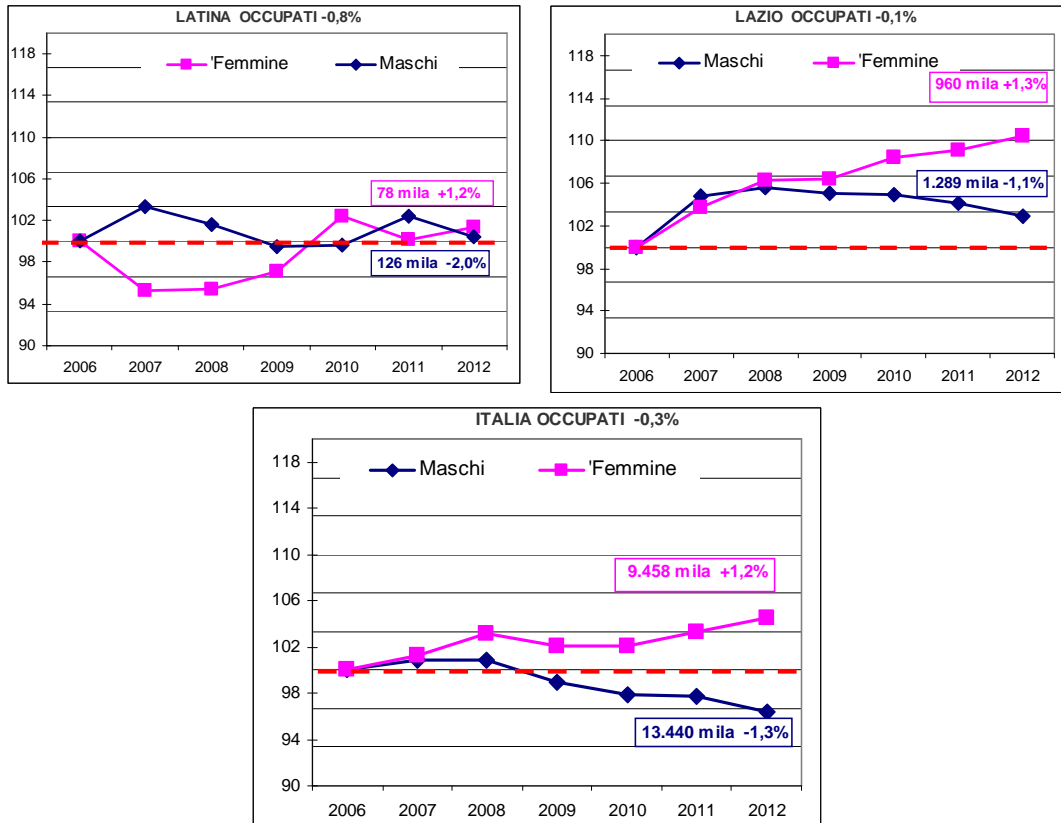 LATINA OCCUPATI -0,8%
'Femmine Maschi
118
114
110
106
102
98
94
90
78 mila +1,2%
126 mila -2,0%
2006 2007 2008 2009 2010 2011 2012
LAZIO OCCUPATI -0,1%
Maschi 'Femmine
118
114
110
106
102
98
94
90
960 mila +1,3%
1.289 mila -1,1%
2006 2007 2008 2009 2010 2011 2012
ITALIA OCCUPATI -0,3%
Maschi 'Femmine
118
114
110
106
102
98
94
90
9.458 mila +1,2%
13.440 mila -1,3%
2006 2007 2008 2009 2010 2011 2012